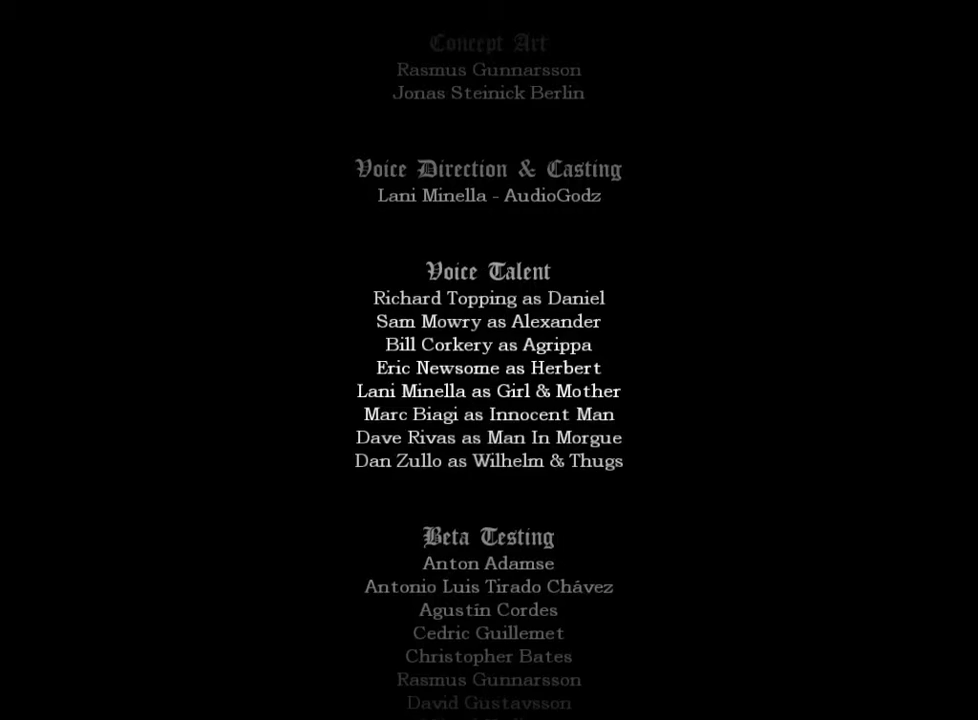 Concept Art
Rasmus Gunnarsson
Jonas Steinick Berlin
Voice Direction & Casting
Lani Minella - AudioGodz
Voice Talent
Richard Topping as Daniel
Sam Mowry as Alexander
Bill Corkery as Agrippa
Eric Newsome as Herbert
Lani Minella as Girl & Mother
Marc Biagi as Innocent Man
Dave Rivas as Man In Morgue
Dan Zullo as Wilhelm & Thugs
Beta Testing
Anton Adamse
Antonio Luis Tirado Chávez
Agustín Cordes
Cedric Guillemet
Christopher Bates
Rasmus Gunnarsson
David Gustavsson